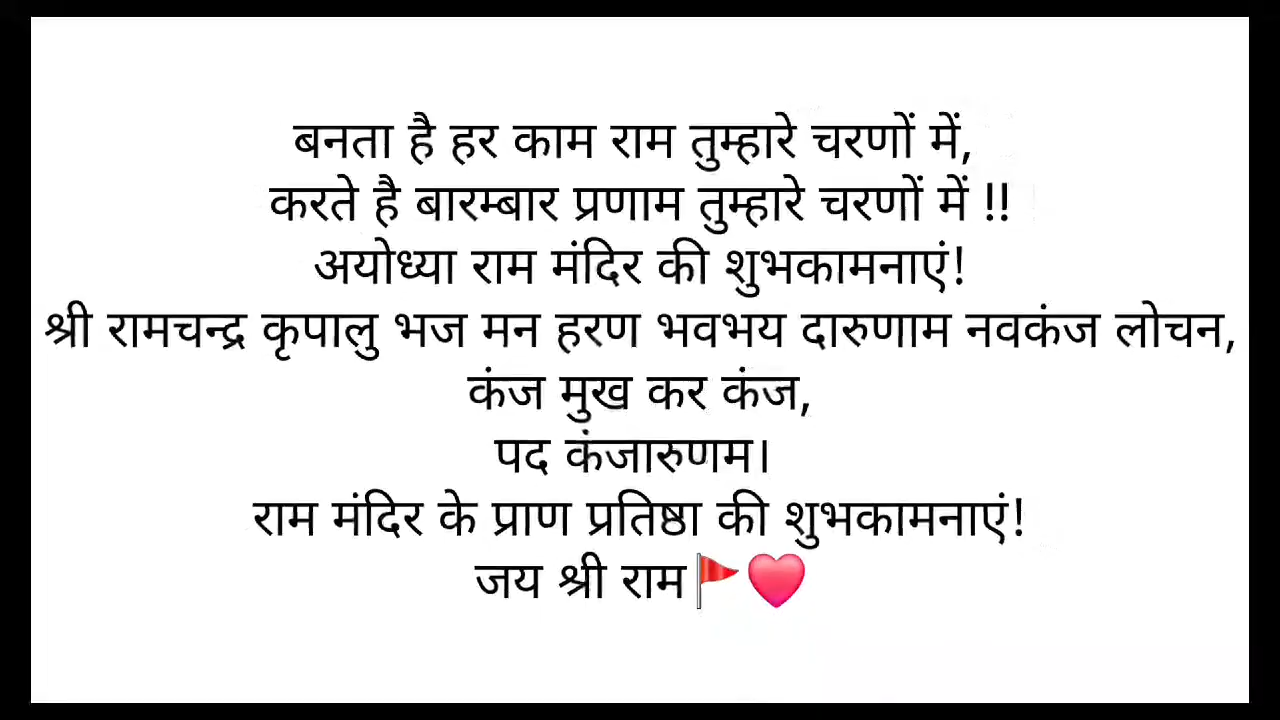 बनता है हर काम राम तुम्हारे चरणों में,
करते है बारम्बार प्रणाम तुम्हारे चरणों में !!
अयोध्या राम मंदिर की शुभकामनाएं!
श्री रामचन्द्र कृपालु भज मन हरण भवभय दारुणाम नवकंज लोचन,
कंज मुख कर कंज,
पद कंजारुणम।
राम मंदिर के प्राण प्रतिष्ठा की शुभकामनाएं!
जय श्री राम🚩❤️